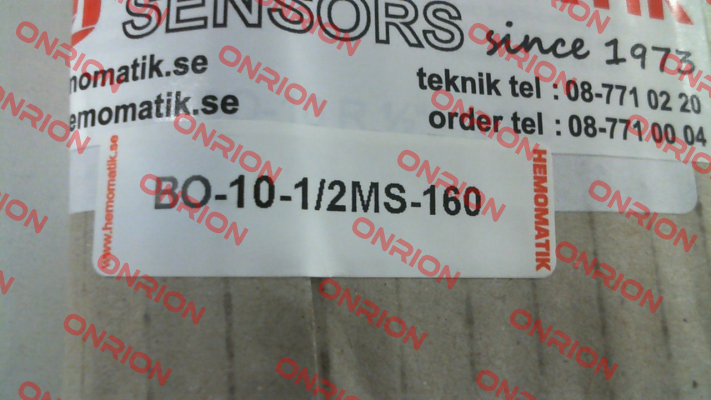 SENSORS since 1973
hemomatik.se teknik tel : 08-771 02 20
hemomatik.se order tel : 08-771 00 04
www.hemomatik.se
BO-10-1/2MS-160
HEMOMATIK
ONRION